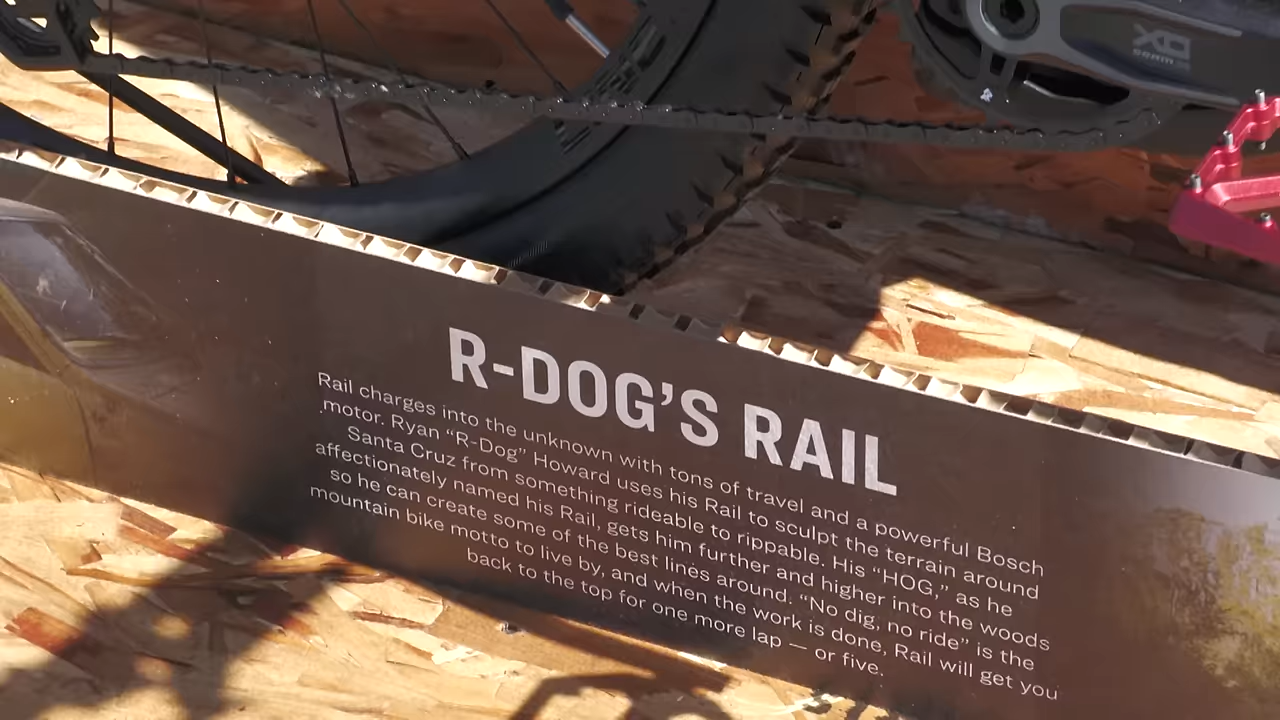 XO
SRAM
R-DOG'S RAIL
Rail charges into the unknown with tons of travel and a powerful Bosch
motor. Ryan “R-Dog” Howard uses his Rail to sculpt the terrain around
Santa Cruz from something rideable to rippable. His “HOG,” as he
affectionately named his Rail, gets him further and higher into the woods
so he can create some of the best lines around. “No dig, no ride” is the
mountain bike motto to live by, and when the work is done, Rail will get you
back to the top for one more lap — or five.